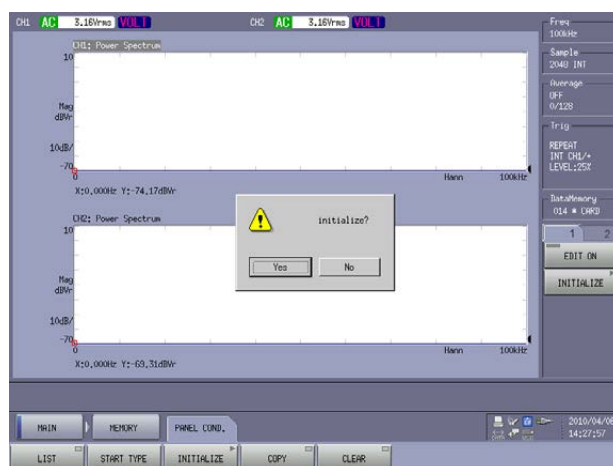 CH1 AC 3.16Vrms VOLT CH2 AC 3.16Vrms VOLT
CH1; Power Spectrum
10
Mag
dBVr
10dB/
-70
0 Hann 100kHz
X:0.000Hz Y:-74.17dBVr
initialize?
Yes No
CH2; Power Spectrum
10
Mag
dBVr
10dB/
-70
0 Hann 100kHz
X:0.000Hz Y:-69.31dBVr
Freq
100kHz
Sample
2048 INT
Average
OFF
0/128
Trig
REPEAT
INT CH1/+
LEVEL:25%
DataMemory
014 * CARD
1 2
EDIT ON
INITIALIZE
MAIN MEMORY PANEL COND.
2010/04/06
14:27:57
LIST START TYPE INITIALIZE COPY CLEAR